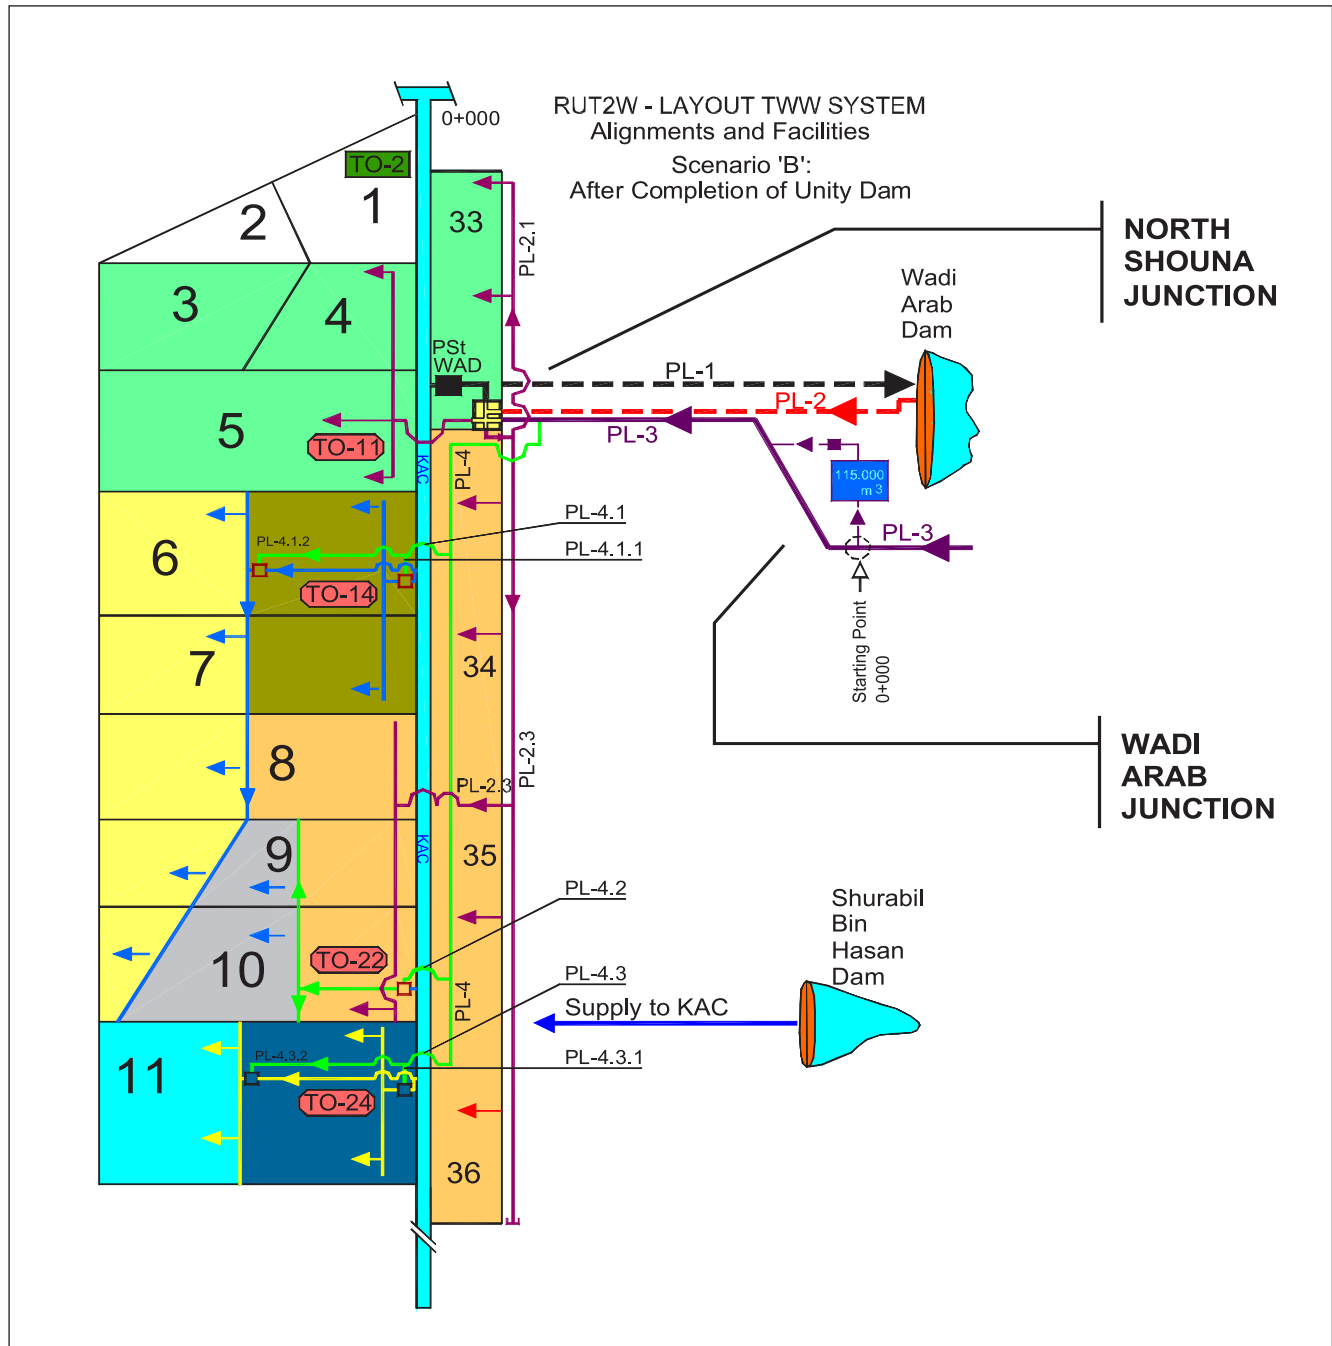 0+000
RUT2W - LAYOUT TWW SYSTEM
Alignments and Facilities
Scenario 'B':
After Completion of Unity Dam
TO-2
1
2
33
PL-2.1
NORTH
SHOUNA
JUNCTION
3
4
Wadi
Arab
Dam
PSt
WAD
PL-1
PL-2
PL-3
5
TO-11
KAC
PL-4
115.000
m 3
PL-4.1
PL-3
6
PL-4.1.2
PL-4.1.1
TO-14
Starting Point
0+000
7
34
8
PL-2.3
PL-2.3
WADI
ARAB
JUNCTION
9
KAC
35
PL-4.2
Shurabil
Bin
Hasan
Dam
10
TO-22
PL-4
PL-4.3
Supply to KAC
11
PL-4.3.2
PL-4.3.1
TO-24
36